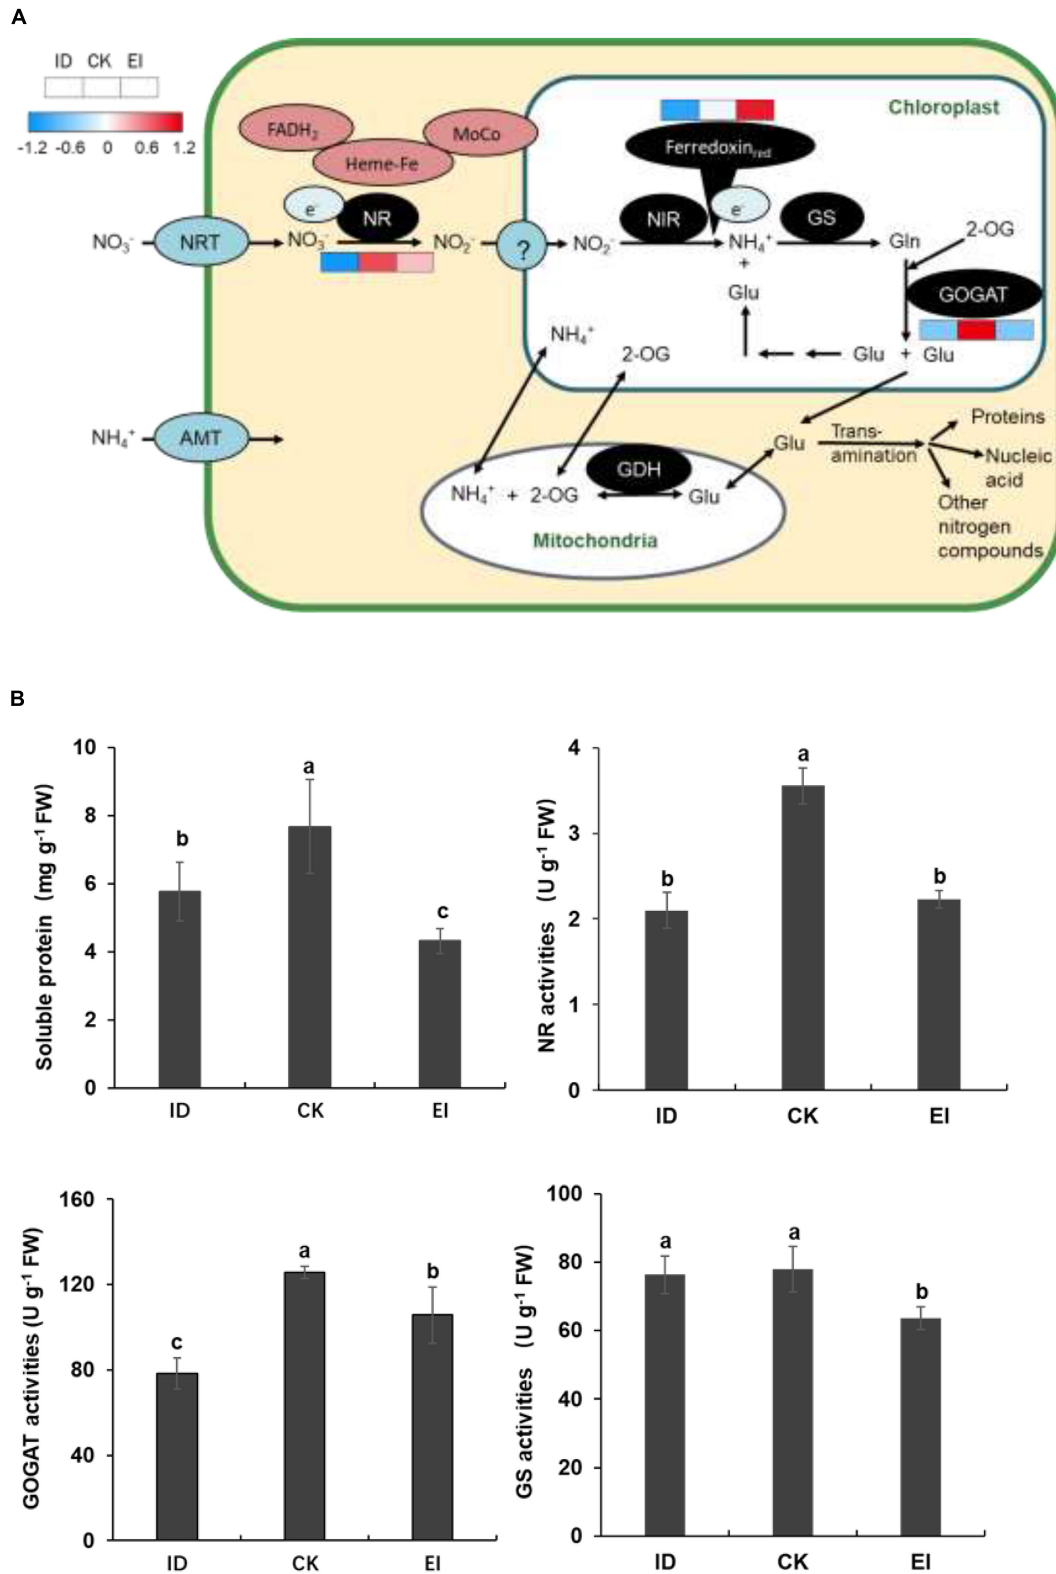 A
ID CK EI
-1.2 -0.6 0 0.6 1.2
FADH₂
Heme-Fe
MoCo
Chloroplast
Ferredoxin_red
NO₃⁻
NRT
e⁻
NO₃⁻
NR
NO₂⁻
?
NO₂⁻
NIR
e⁻
NH₄⁺
+
Glu
GS
Gln
2-OG
GOGAT
Glu + Glu
NH₄⁺
2-OG
NH₄⁺
AMT
GDH
NH₄⁺ + 2-OG
Glu
Mitochondria
Glu
Trans-
amination
Proteins
Nucleic
acid
Other
nitrogen
compounds
B
Soluble protein (mg g⁻¹ FW)
10
8
6
4
2
0
b
a
c
ID CK EI
NR activities (U g⁻¹ FW)
4
3
2
1
0
b
a
b
ID CK EI
GOGAT activities (U g⁻¹ FW)
160
120
80
40
0
c
a
b
ID CK EI
GS activities (U g⁻¹ FW)
100
80
60
40
20
0
a
a
b
ID CK EI